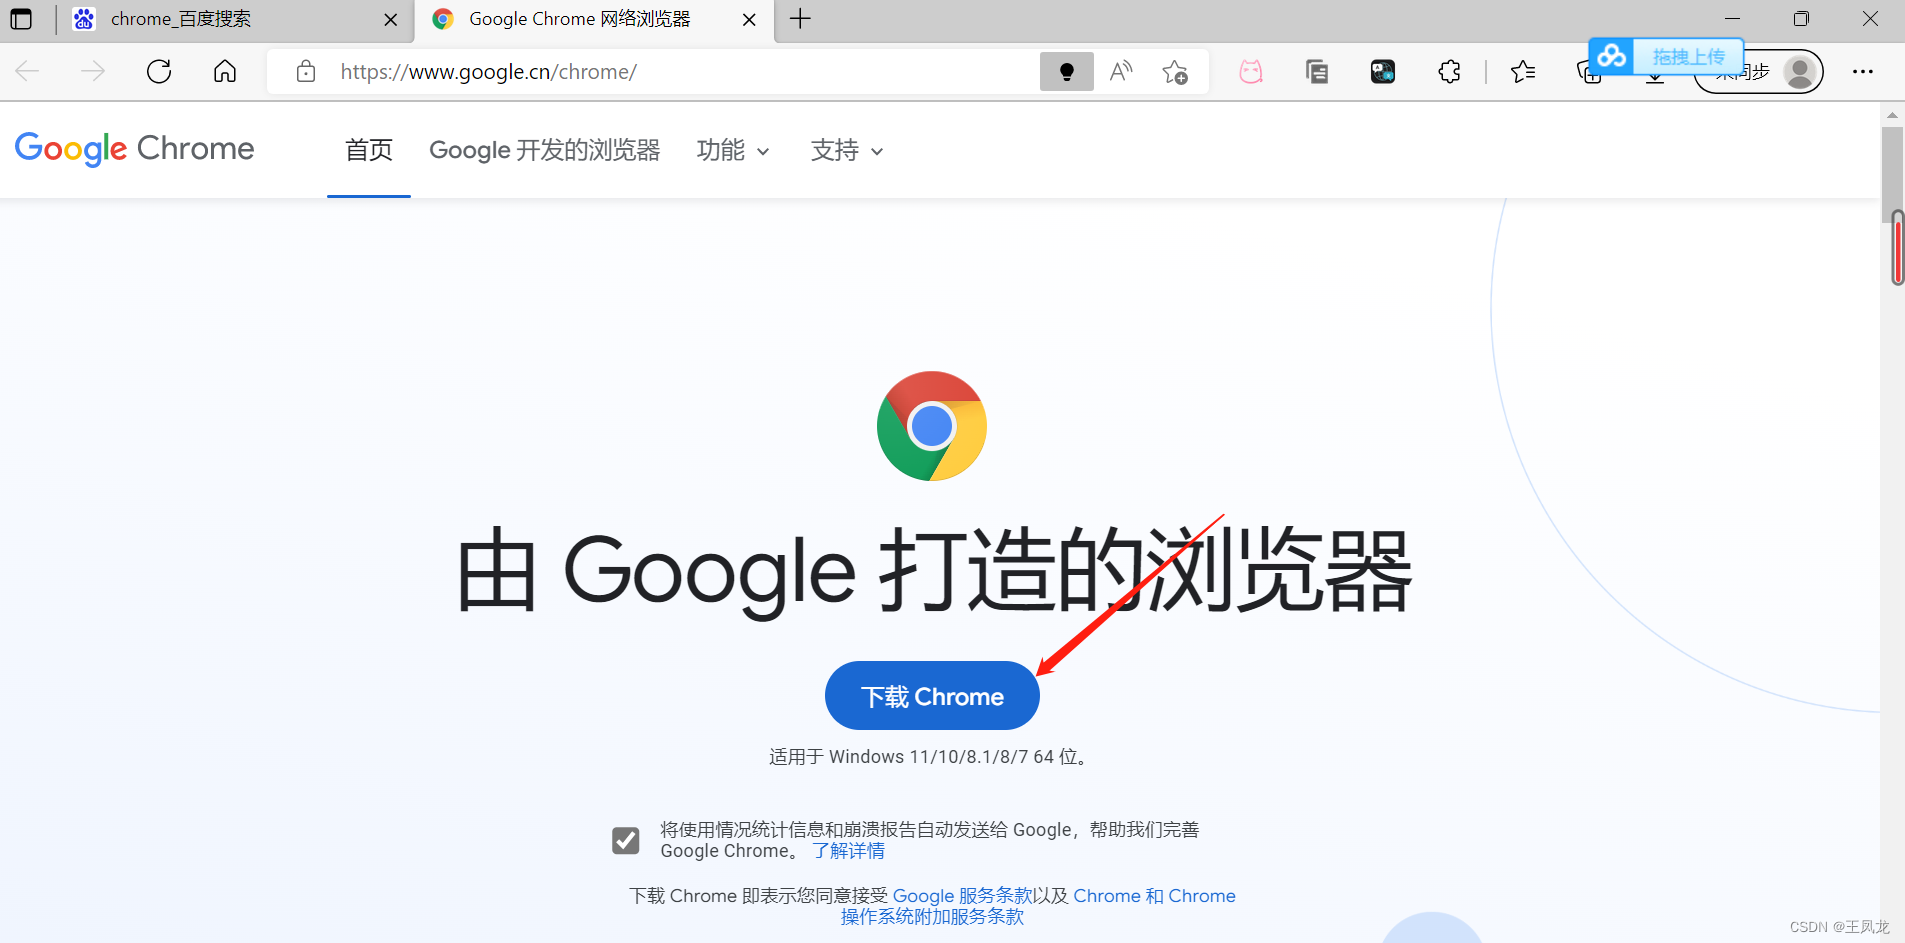 chrome_百度搜索
Google Chrome 网络浏览器
https://www.google.cn/chrome/
拖拽上传
同步
Google Chrome
首页
Google 开发的浏览器
功能
支持
由 Google 打造的浏览器
下载 Chrome
适用于 Windows 11/10/8.1/8/7 64 位。
将使用情况统计信息和崩溃报告自动发送给 Google，帮助我们完善
Google Chrome。 了解详情
下载 Chrome 即表示您同意接受 Google 服务条款以及 Chrome 和 Chrome
操作系统附加服务条款
CSDN @王凤龙